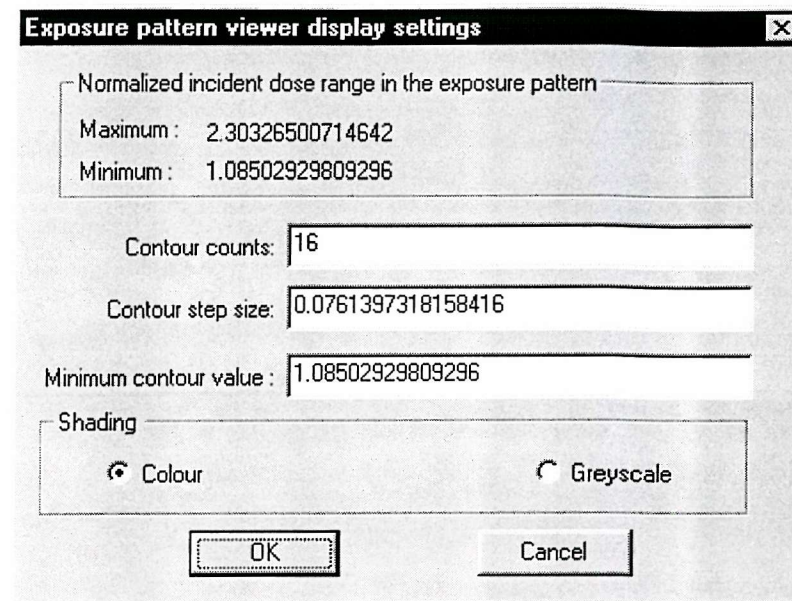 Exposure pattern viewer display settings
Normalized incident dose range in the exposure pattern
Maximum : 2.30326500714642
Minimum : 1.08502929809296
Contour counts: 16
Contour step size: 0.0761397318158416
Minimum contour value : 1.08502929809296
Shading
Colour Greyscale
OK Cancel